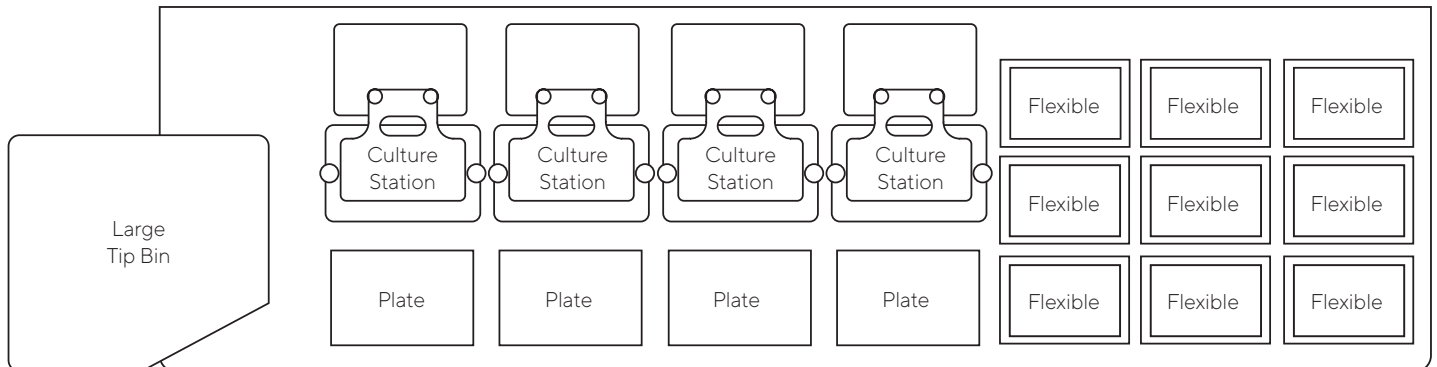 Large
Tip Bin
Culture
Station
Culture
Station
Culture
Station
Culture
Station
Plate
Plate
Plate
Plate
Flexible
Flexible
Flexible
Flexible
Flexible
Flexible
Flexible
Flexible
Flexible